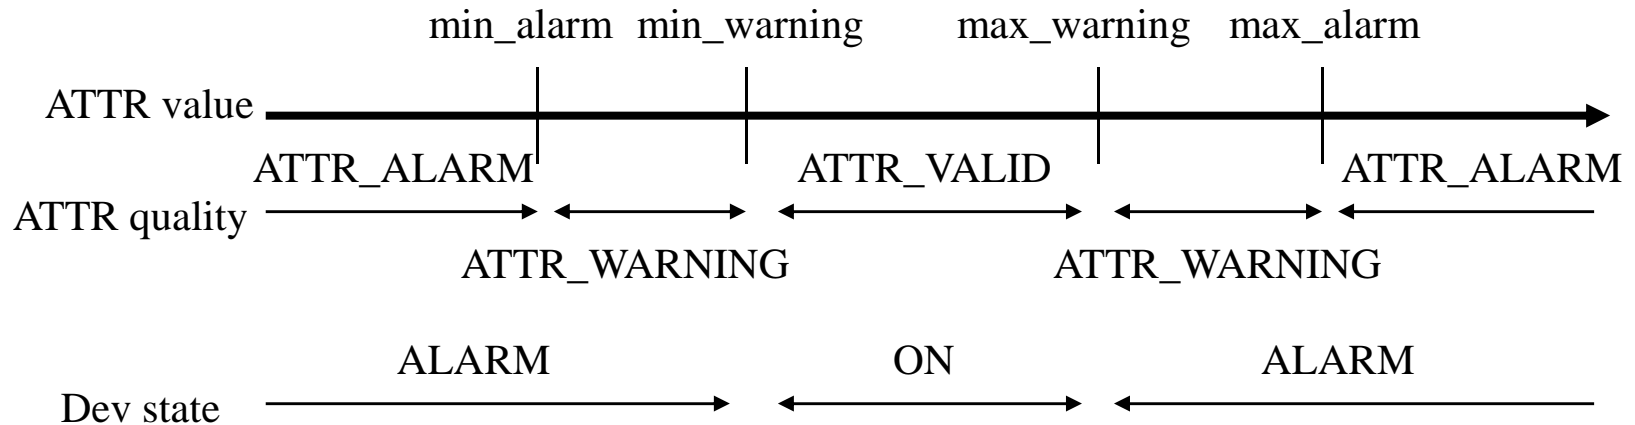 min_alarm min_warning max_warning max_alarm
ATTR value
ATTR_ALARM ATTR_VALID ATTR_ALARM
ATTR quality
ATTR_WARNING ATTR_WARNING
ALARM ON ALARM
Dev state